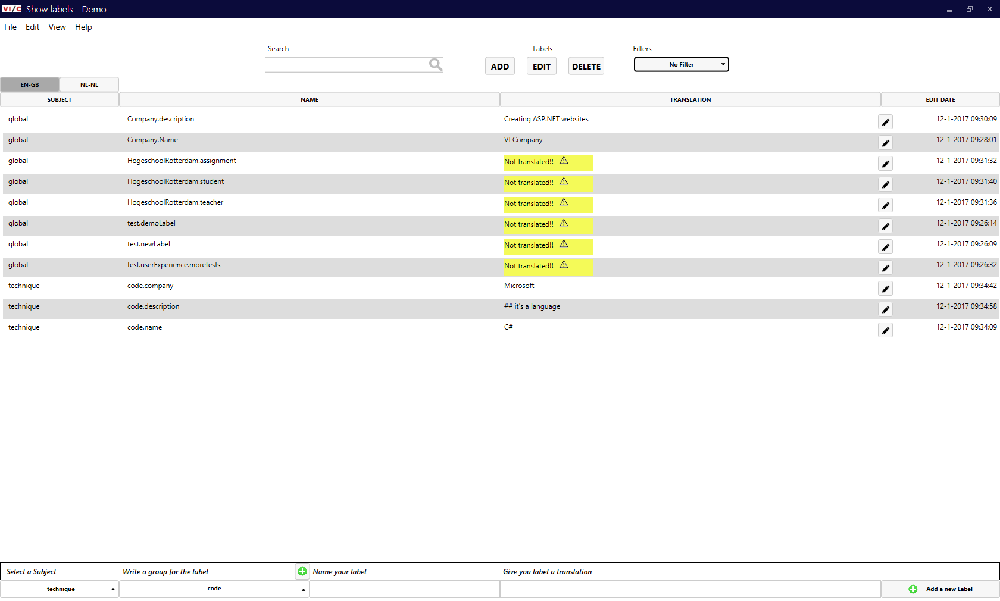 VI/C Show labels - Demo
File Edit View Help
Search Labels Filters
ADD EDIT DELETE No Filter
EN-GB NL-NL
SUBJECT NAME TRANSLATION EDIT DATE
global Company.description Creating ASP.NET websites 12-1-2017 09:30:09
global Company.Name VI Company 12-1-2017 09:28:01
global HogeschoolRotterdam.assignment Not translated!! 12-1-2017 09:31:32
global HogeschoolRotterdam.student Not translated!! 12-1-2017 09:31:40
global HogeschoolRotterdam.teacher Not translated!! 12-1-2017 09:31:36
global test.demoLabel Not translated!! 12-1-2017 09:26:14
global test.newLabel Not translated!! 12-1-2017 09:26:09
global test.userExperience.moretests Not translated!! 12-1-2017 09:26:32
technique code.company Microsoft 12-1-2017 09:34:42
technique code.description ## it's a language 12-1-2017 09:34:58
technique code.name C# 12-1-2017 09:34:09
Select a Subject Write a group for the label Name your label Give you label a translation
technique code Add a new Label